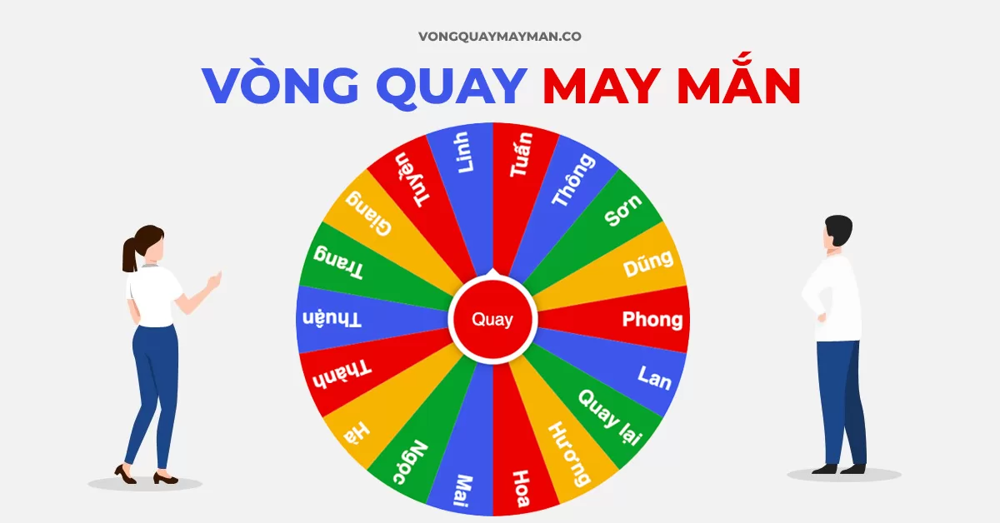 VONGQUAYMAYMAN.CO
VÒNG QUAY MAY MẮN
Tuấn
Thông
Sơn
Dũng
Phong
Lan
Quay lại
Hương
Hoa
Mai
Ngọc
Hà
Thành
Thuận
Trang
Giang
Tuyền
Linh
Quay